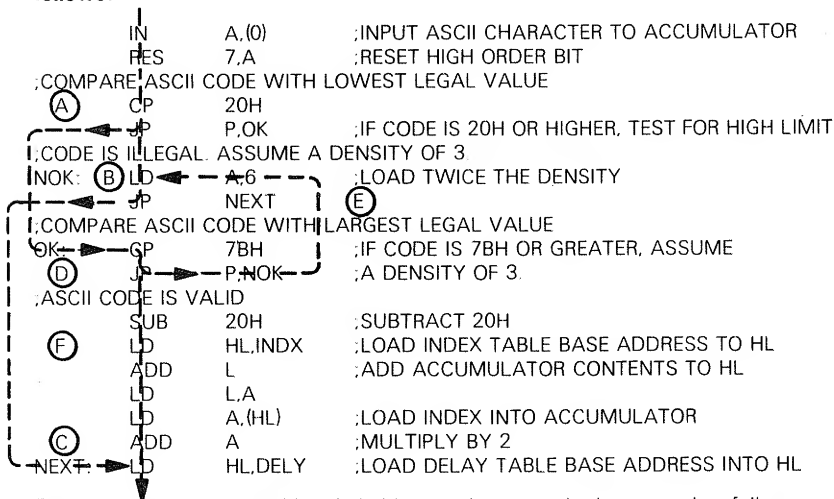 IN A,(0) ;INPUT ASCII CHARACTER TO ACCUMULATOR
RES 7,A ;RESET HIGH ORDER BIT
;COMPARE ASCII CODE WITH LOWEST LEGAL VALUE
A CP 20H
JP P,OK ;IF CODE IS 20H OR HIGHER, TEST FOR HIGH LIMIT
;CODE IS ILLEGAL. ASSUME A DENSITY OF 3.
NOK: B LD A,6 ;LOAD TWICE THE DENSITY
JP NEXT E
;COMPARE ASCII CODE WITH LARGEST LEGAL VALUE
OK: CP 7BH ;IF CODE IS 7BH OR GREATER, ASSUME
D JP P,NOK ;A DENSITY OF 3.
;ASCII CODE IS VALID
SUB 20H ;SUBTRACT 20H
F LD HL,INDX ;LOAD INDEX TABLE BASE ADDRESS TO HL
ADD L ;ADD ACCUMULATOR CONTENTS TO HL
LD L,A
LD A,(HL) ;LOAD INDEX INTO ACCUMULATOR
C ADD A ;MULTIPLY BY 2
NEXT: LD HL,DELY ;LOAD DELAY TABLE BASE ADDRESS INTO HL